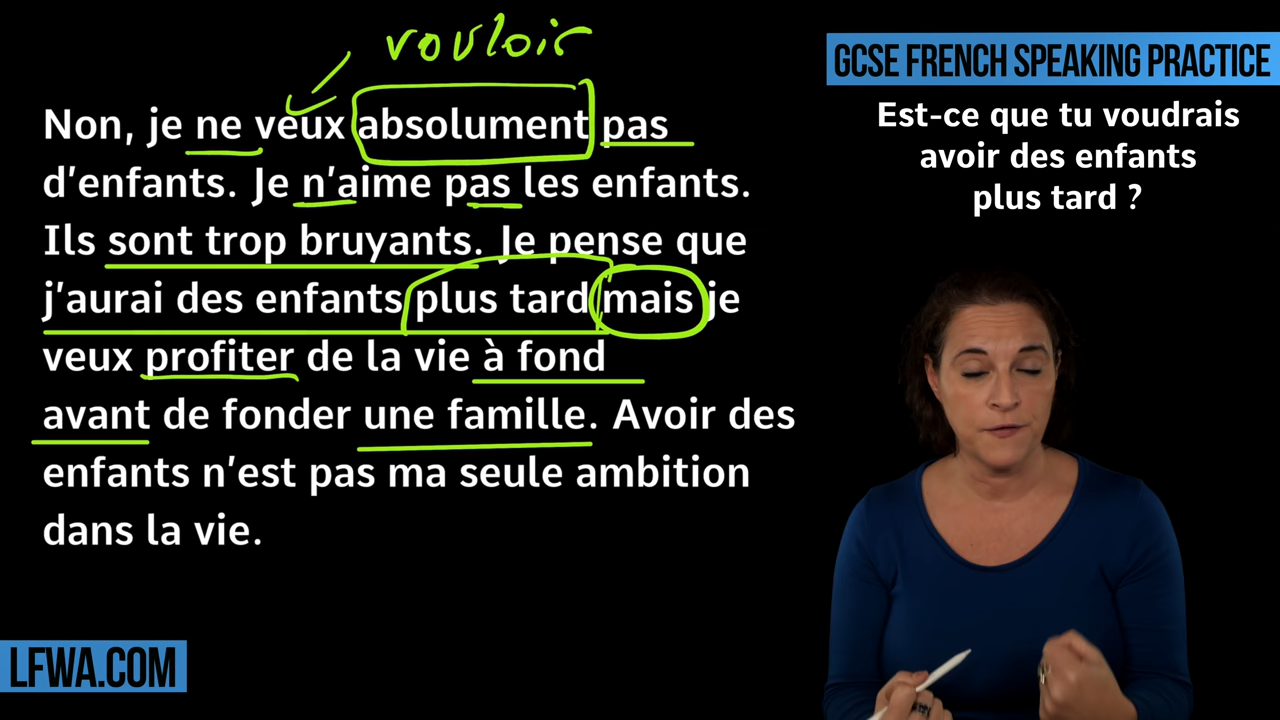 vouloir
Non, je ne veux absolument pas
d'enfants. Je n'aime pas les enfants.
Ils sont trop bruyants. Je pense que
j'aurai des enfants plus tard mais je
veux profiter de la vie à fond
avant de fonder une famille. Avoir des
enfants n'est pas ma seule ambition
dans la vie.
GCSE FRENCH SPEAKING PRACTICE
Est-ce que tu voudrais
avoir des enfants
plus tard ?
LFWA.COM